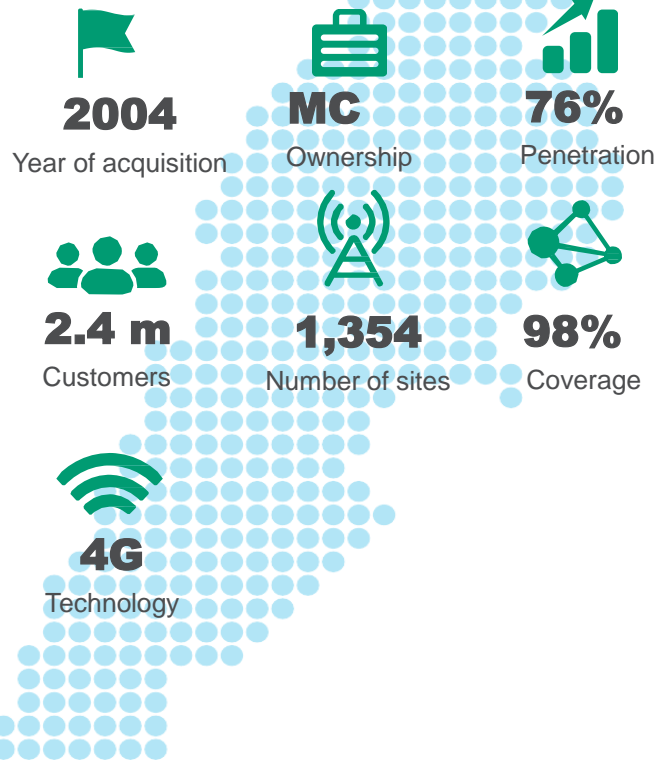 2004
Year of acquisition
MC
Ownership
76%
Penetration
2.4 m
Customers
1,354
Number of sites
98%
Coverage
4G
Technology